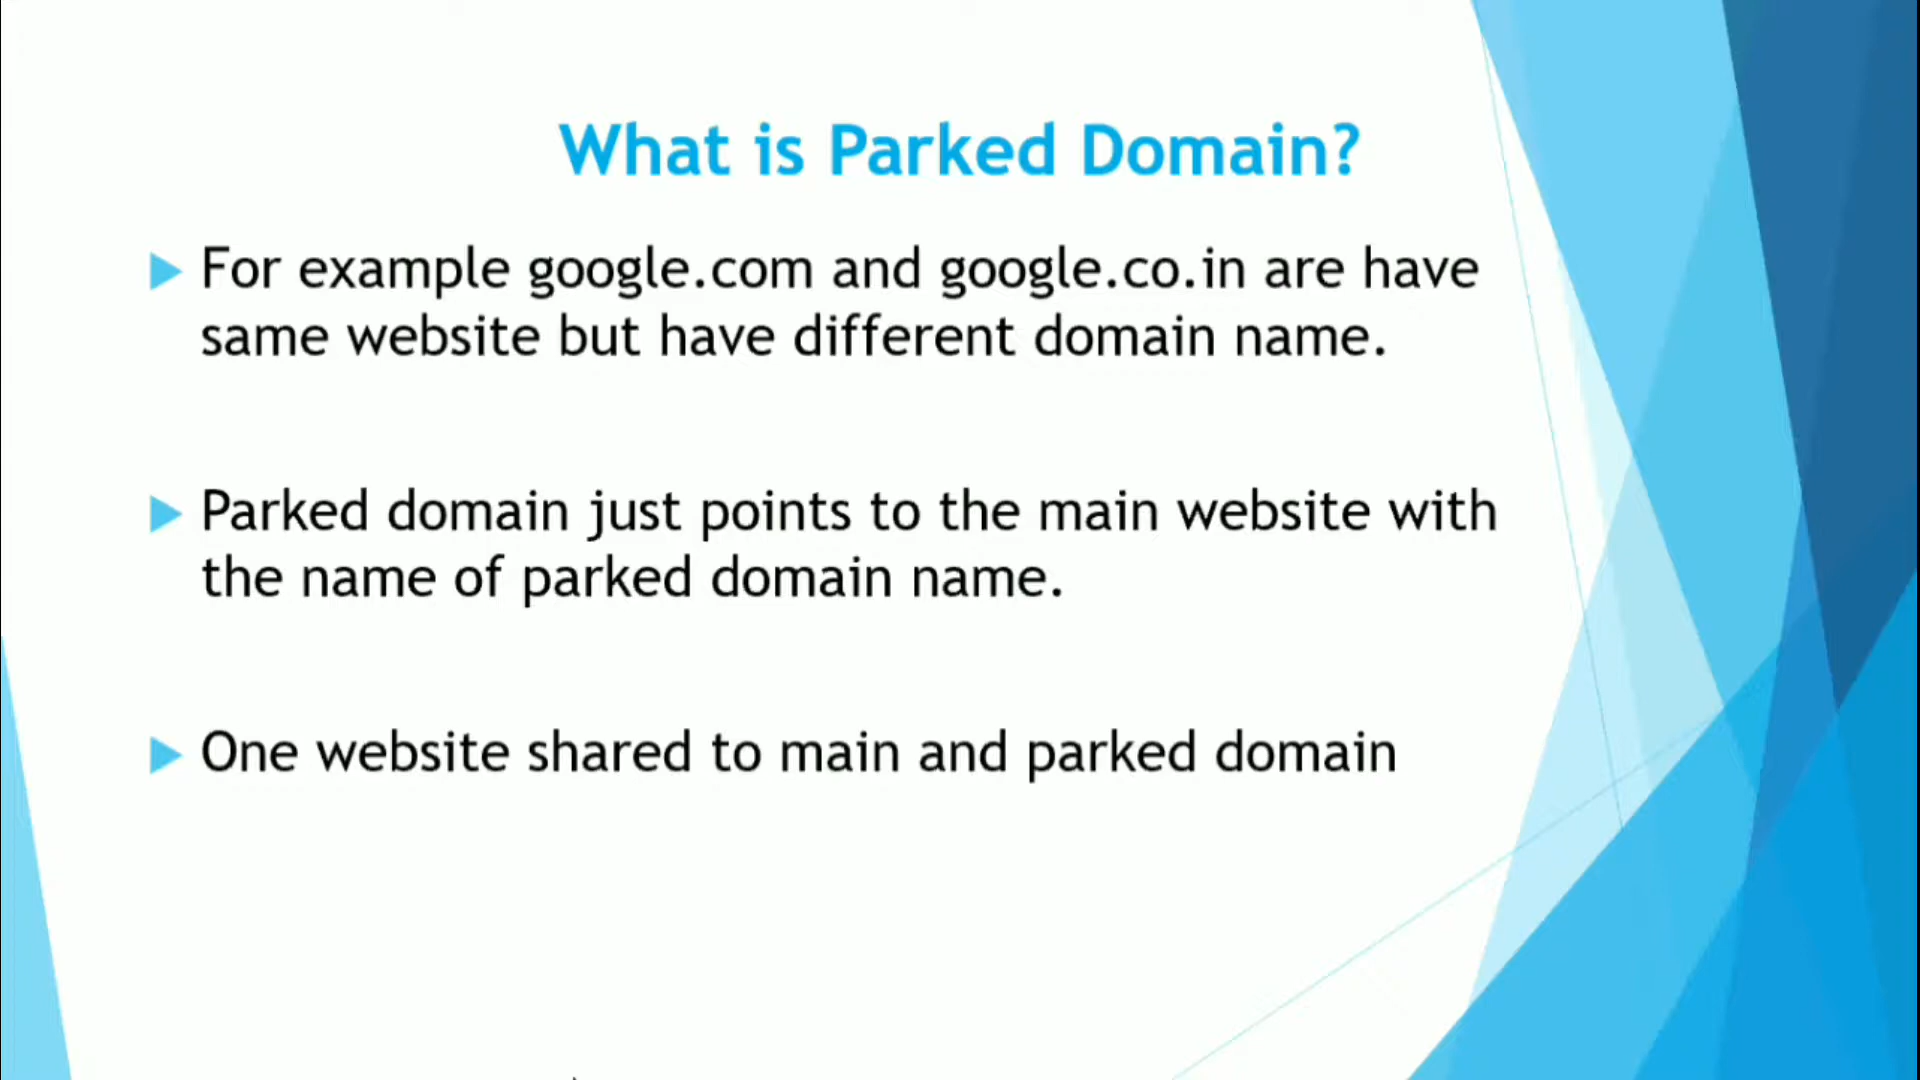 What is Parked Domain?
For example google.com and google.co.in are have
same website but have different domain name.
Parked domain just points to the main website with
the name of parked domain name.
One website shared to main and parked domain